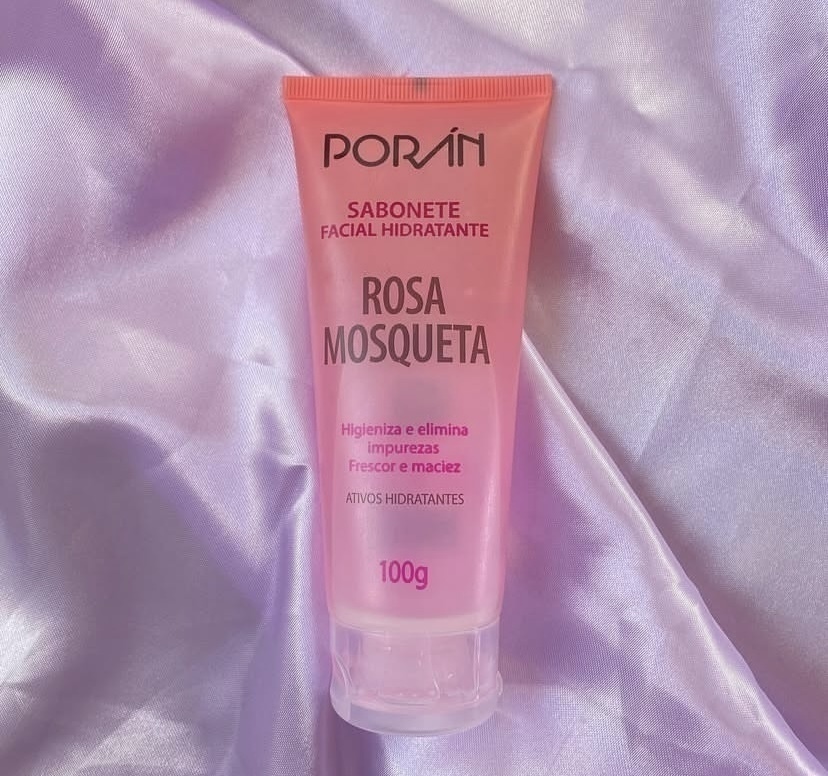 PORÁN
SABONETE
FACIAL HIDRATANTE
ROSA
MOSQUETA
Higieniza e elimina
impurezas
Frescor e maciez
ATIVOS HIDRATANTES
100g